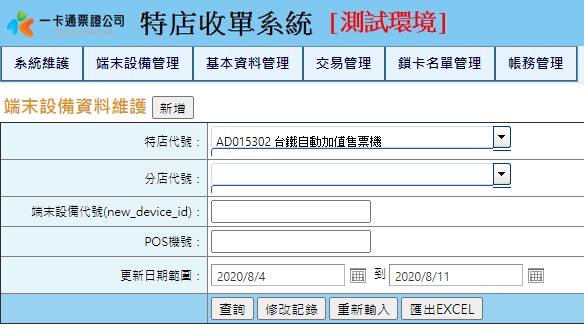 一卡通票證公司 特店收單系統 [測試環境]
系統維護 端末設備管理 基本資料管理 交易管理 鎖卡名單管理 帳務管理
端末設備資料維護 新增
特店代號： AD015302 台鐵自動加值售票機
分店代號：
端末設備代號(new_device_id)：
POS機號：
更新日期範圍： 2020/8/4 到 2020/8/11
查詢 修改記錄 重新輸入 匯出EXCEL